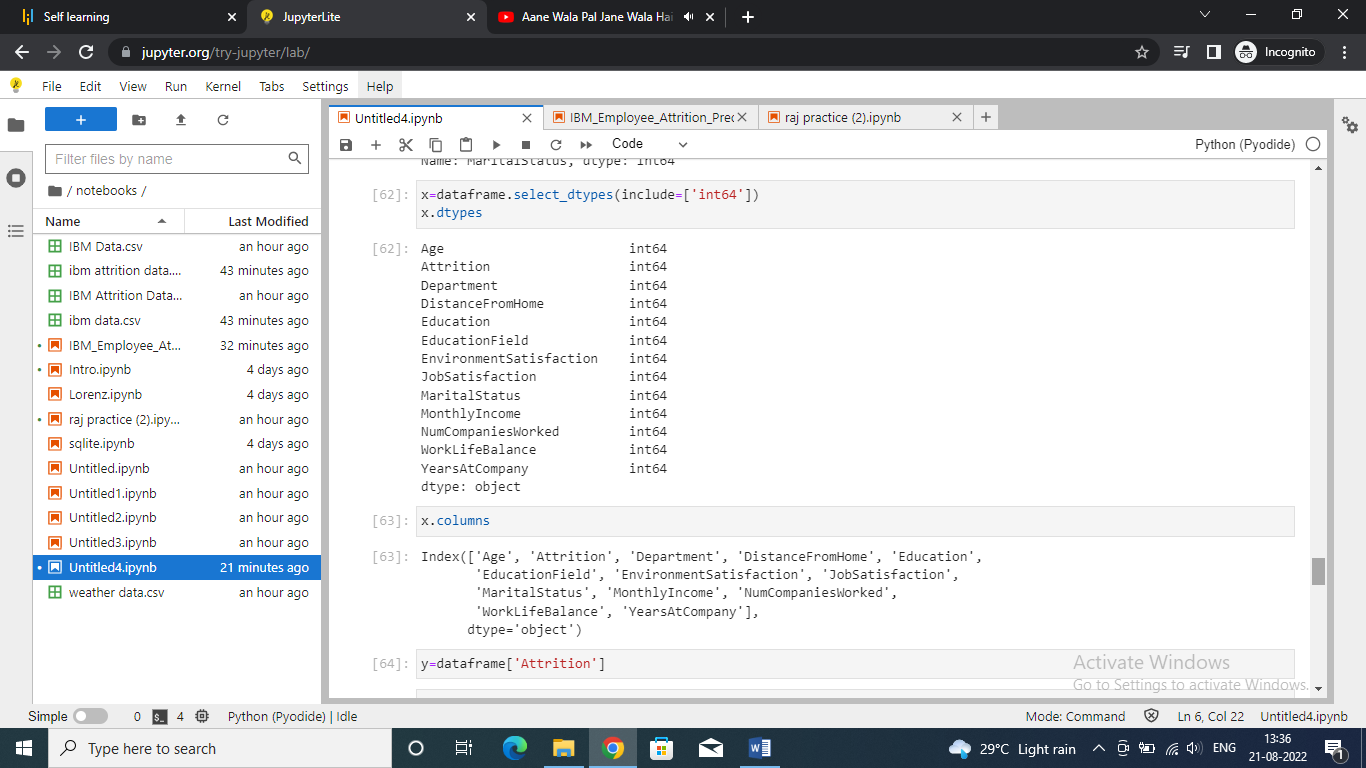 Self learning
JupyterLite
Aane Wala Pal Jane Wala Hai
jupyter.org/try-jupyter/lab/
Incognito
File Edit View Run Kernel Tabs Settings Help
Filter files by name
/ notebooks /
Name Last Modified
IBM Data.csv an hour ago
ibm attrition data.... 43 minutes ago
IBM Attrition Data... an hour ago
ibm data.csv 43 minutes ago
IBM_Employee_At... 32 minutes ago
Intro.ipynb 4 days ago
Lorenz.ipynb 4 days ago
raj practice (2).ipy... an hour ago
sqlite.ipynb 4 days ago
Untitled.ipynb an hour ago
Untitled1.ipynb an hour ago
Untitled2.ipynb an hour ago
Untitled3.ipynb an hour ago
Untitled4.ipynb 21 minutes ago
weather data.csv an hour ago
Untitled4.ipynb
IBM_Employee_Attrition_Prec
raj practice (2).ipynb
Code
Python (Pyodide)
Name: MaritalStatus, dtype: int64
[62]: x=dataframe.select_dtypes(include=['int64'])
x.dtypes
[62]: Age int64
Attrition int64
Department int64
DistanceFromHome int64
Education int64
EducationField int64
EnvironmentSatisfaction int64
JobSatisfaction int64
MaritalStatus int64
MonthlyIncome int64
NumCompaniesWorked int64
WorkLifeBalance int64
YearsAtCompany int64
dtype: object
[63]: x.columns
[63]: Index(['Age', 'Attrition', 'Department', 'DistanceFromHome', 'Education',
'EducationField', 'EnvironmentSatisfaction', 'JobSatisfaction',
'MaritalStatus', 'MonthlyIncome', 'NumCompaniesWorked',
'WorkLifeBalance', 'YearsAtCompany'],
dtype='object')
[64]: y=dataframe['Attrition']
Activate Windows
Go to Settings to activate Windows.
Simple 0 $_ 4 Python (Pyodide) | Idle
Mode: Command Ln 6, Col 22 Untitled4.ipynb
Type here to search
29°C Light rain
ENG
13:36
21-08-2022
1